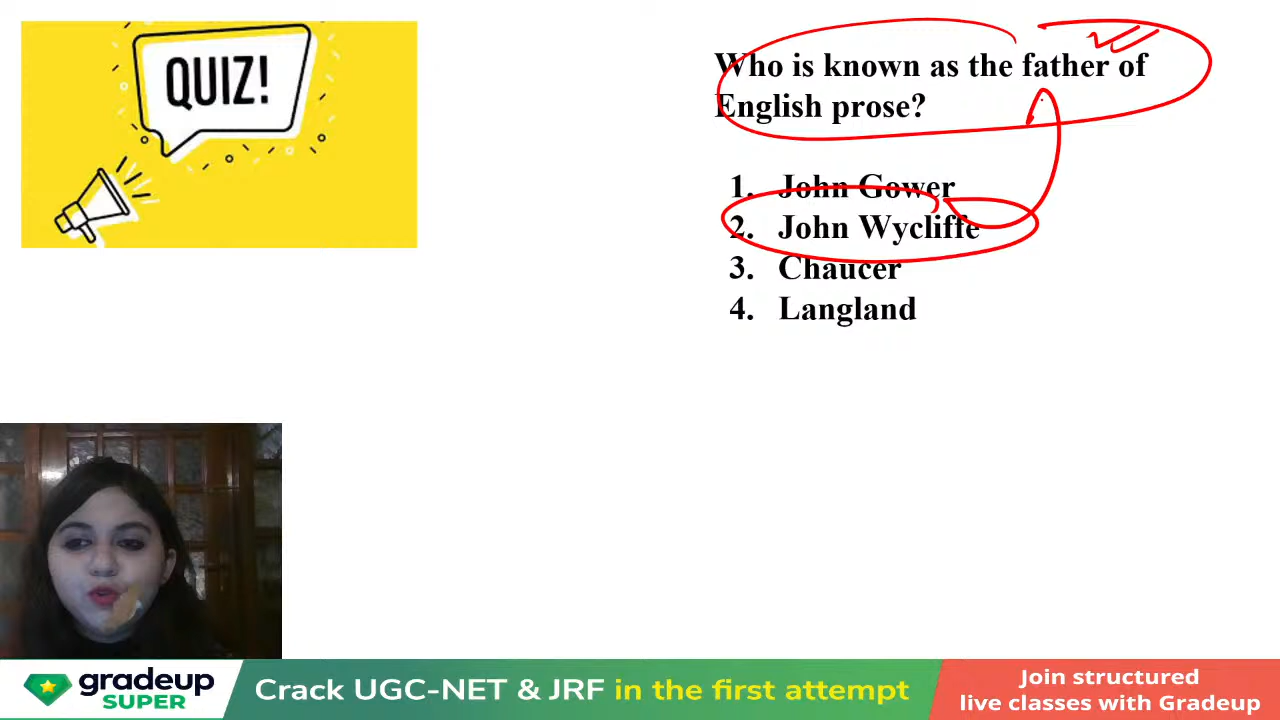 QUIZ!
Who is known as the father of
English prose?
1. John Gower
2. John Wycliffe
3. Chaucer
4. Langland
gradeup
SUPER
Crack UGC-NET & JRF in the first attempt
Join structured
live classes with Gradeup